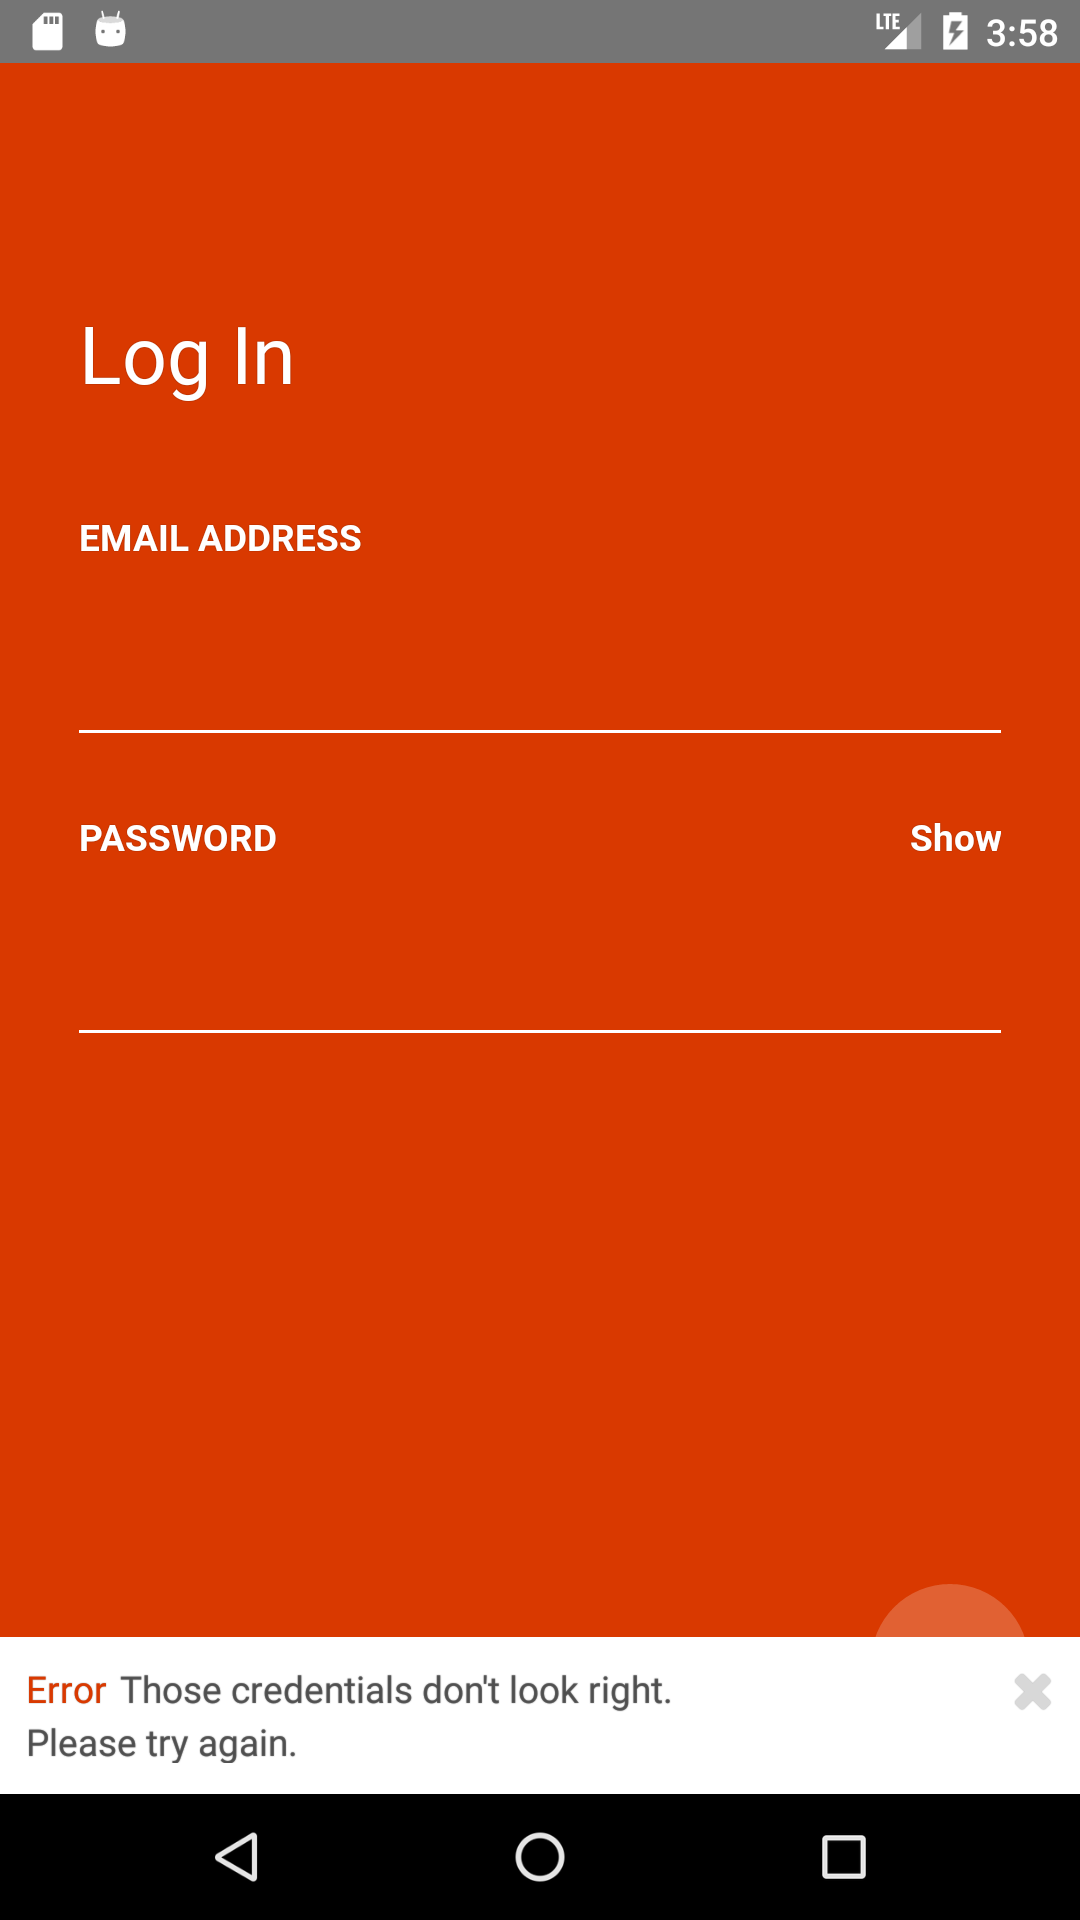 LTE 3:58
Log In
EMAIL ADDRESS
PASSWORD Show
Error Those credentials don't look right.
Please try again.